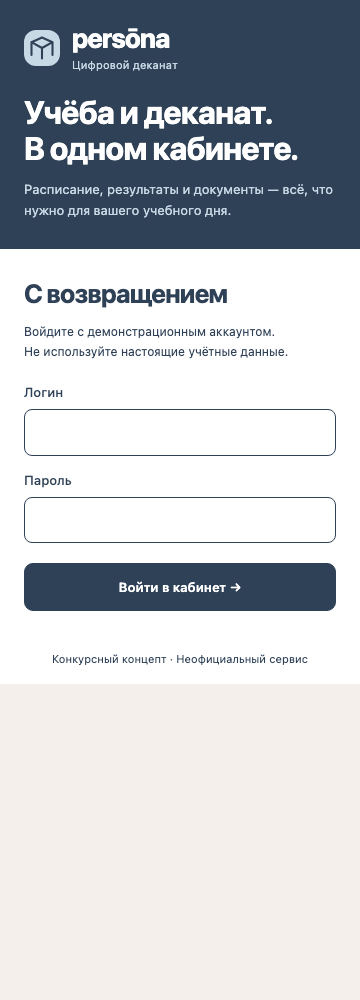 persōna
Цифровой деканат
Учёба и деканат.
В одном кабинете.
Расписание, результаты и документы — всё, что
нужно для вашего учебного дня.
С возвращением
Войдите с демонстрационным аккаунтом.
Не используйте настоящие учётные данные.
Логин
Пароль
Войти в кабинет →
Конкурсный концепт · Неофициальный сервис